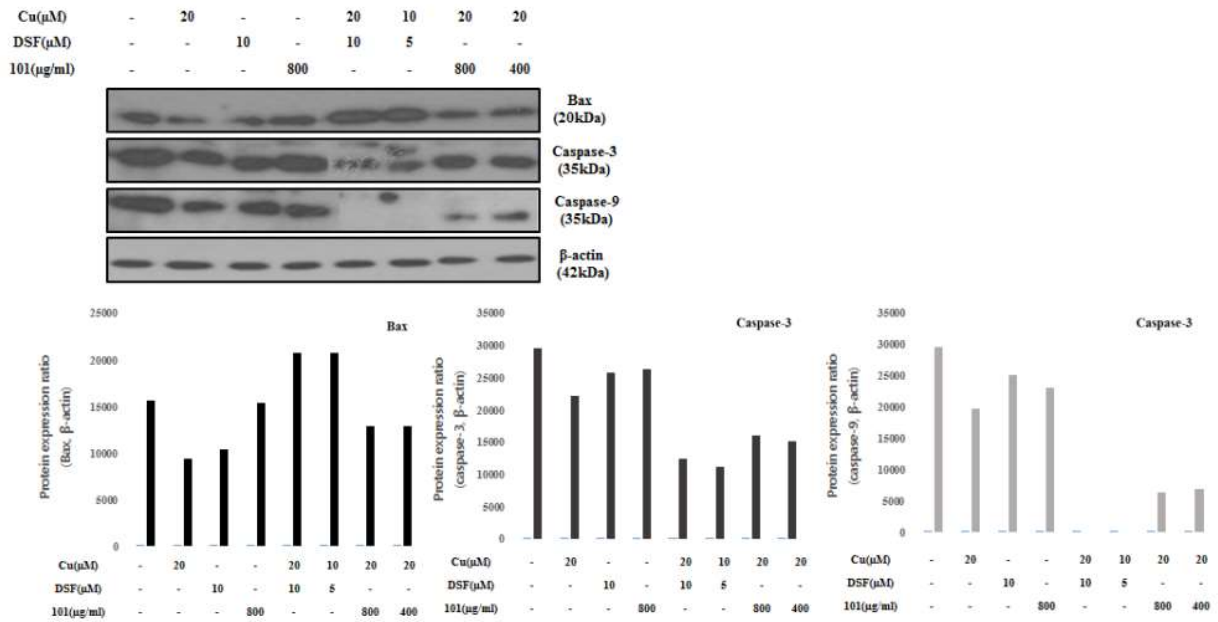 Cu(μM) - 20 - - 20 10 20 20
DSF(μM) - - 10 - 10 5 - -
101(μg/ml) - - - 800 - - 800 400
Bax
(20kDa)
Caspase-3
(35kDa)
Caspase-9
(35kDa)
β-actin
(42kDa)
Bax
Protein expression ratio
(Bax, β-actin)
25000
20000
15000
10000
5000
0
Cu(μM) - 20 - - 20 10 20 20
DSF(μM) - - 10 - 10 5 - -
101(μg/ml) - - - 800 - - 800 400
Caspase-3
Protein expression ratio
(caspase-3, β-actin)
35000
30000
25000
20000
15000
10000
5000
0
Cu(μM) - 20 - - 20 10 20 20
DSF(μM) - - 10 - 10 5 - -
101(μg/ml) - - - 800 - - 800 400
Caspase-3
Protein expression ratio
(caspase-9, β-actin)
35000
30000
25000
20000
15000
10000
5000
0
Cu(μM) - 20 - - 20 10 20 20
DSF(μM) - - 10 - 10 5 - -
101(μg/ml) - - - 800 - - 800 400